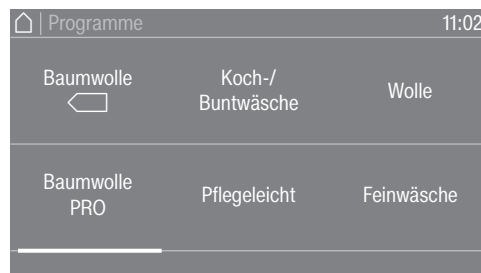 Programme 11:02
Baumwolle
Koch-/
Buntwäsche
Wolle
Baumwolle
PRO
Pflegeleicht
Feinwäsche